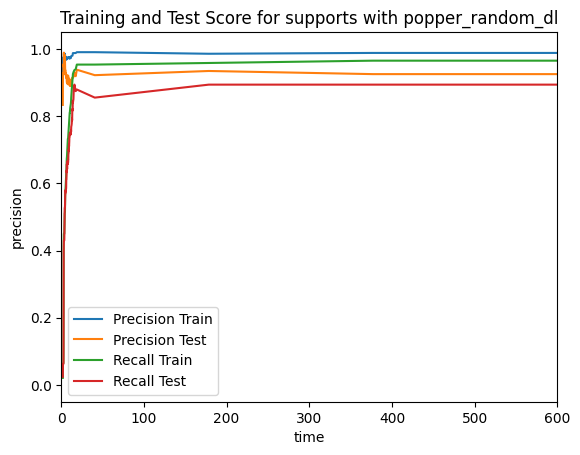 Training and Test Score for supports with popper_random_dl
1.0
0.8
0.6
0.4
0.2
0.0
precision
Precision Train
Precision Test
Recall Train
Recall Test
0 100 200 300 400 500 600
time